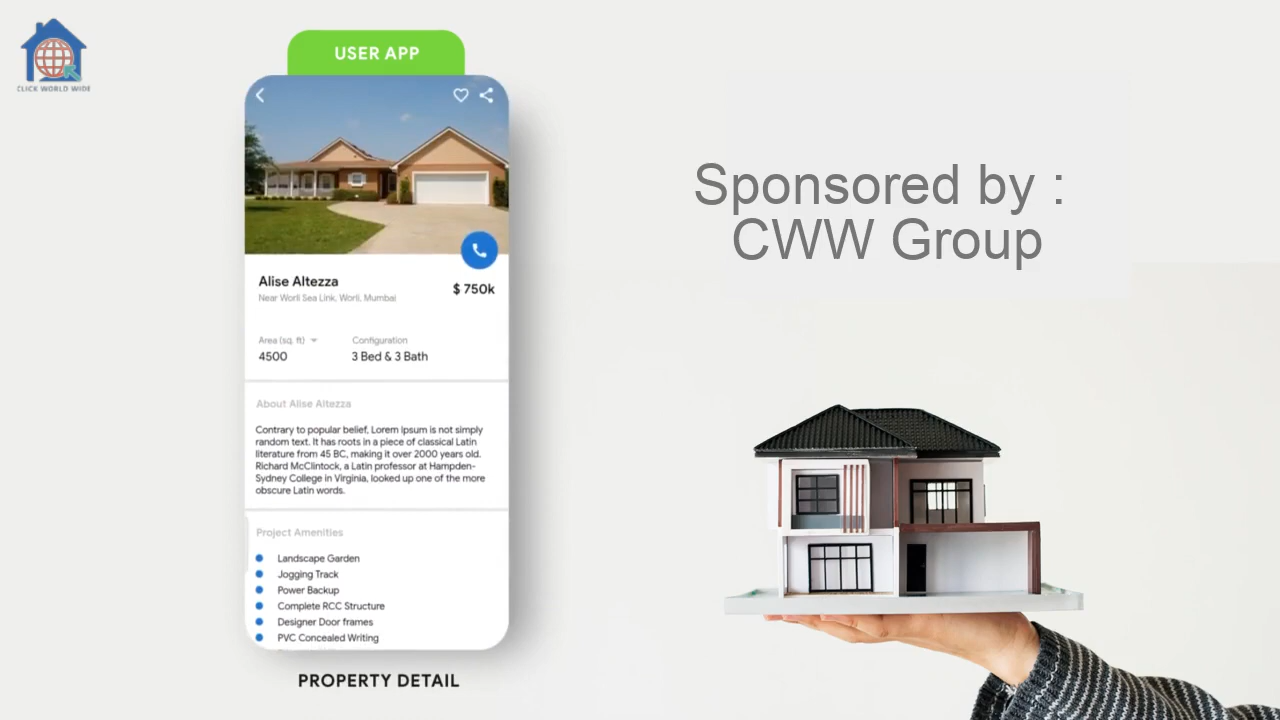 CLICK WORLD WIDE
USER APP
Alise Altezza
Near Worli Sea Link, Worli, Mumbai
$ 750k
Area (sq. ft)
Configuration
4500
3 Bed & 3 Bath
About Alise Altezza
Contrary to popular belief, Lorem Ipsum is not simply
random text. It has roots in a piece of classical Latin
literature from 45 BC, making it over 2000 years old.
Richard McClintock, a Latin professor at Hampden-
Sydney College in Virginia, looked up one of the more
obscure Latin words.
Project Amenities
Landscape Garden
Jogging Track
Power Backup
Complete RCC Structure
Designer Door frames
PVC Concealed Writing
PROPERTY DETAIL
Sponsored by :
CWW Group